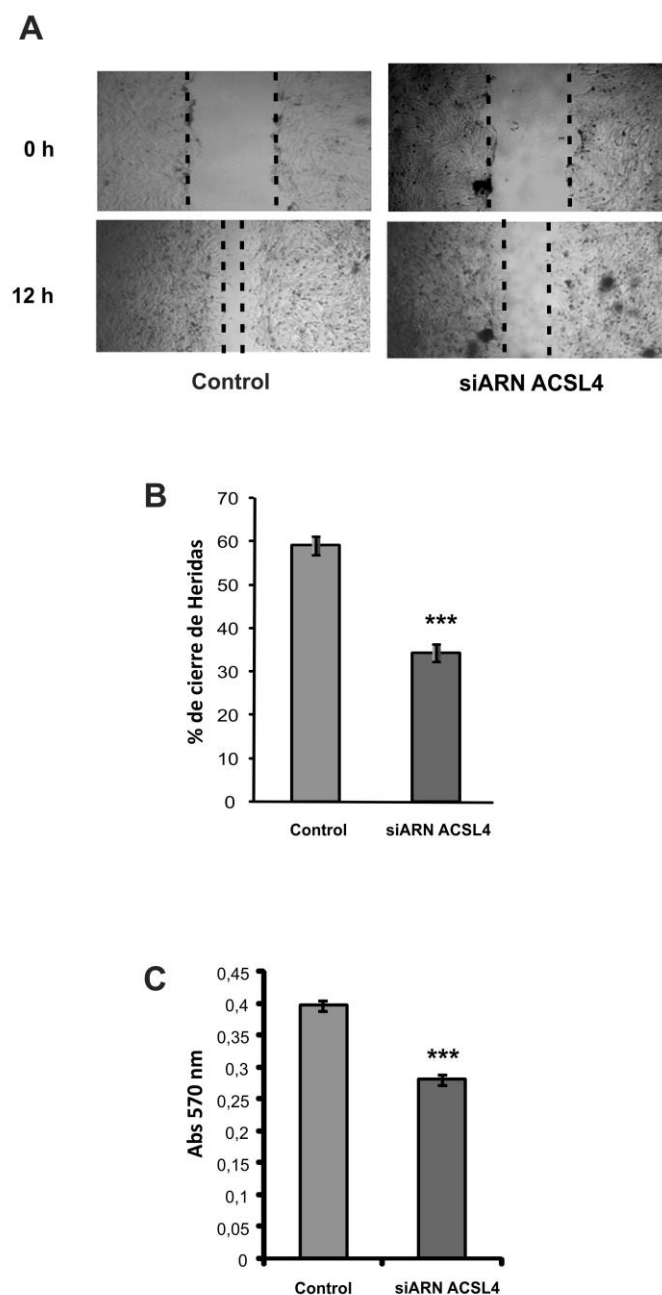 A
0 h
12 h
Control
siARN ACSL4
B
% de cierre de Heridas
70
60
50
40
30
20
10
0
***
Control
siARN ACSL4
C
Abs 570 nm
0,45
0,4
0,35
0,3
0,25
0,2
0,15
0,1
0,05
0
***
Control
siARN ACSL4